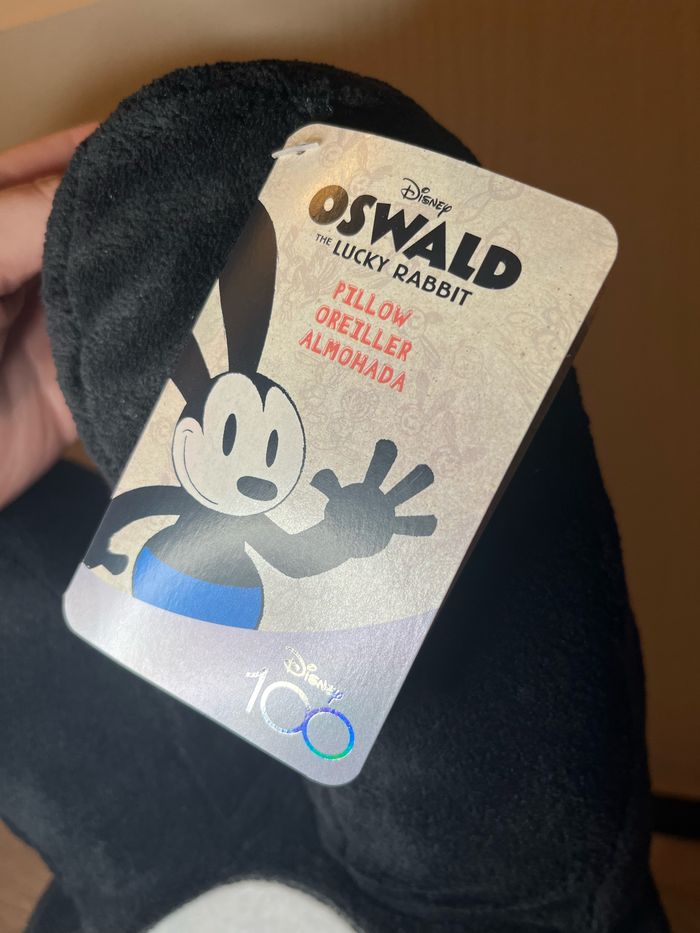 Disney
OSWALD
THE LUCKY RABBIT
PILLOW
OREILLER
ALMOHADA
Disney
100